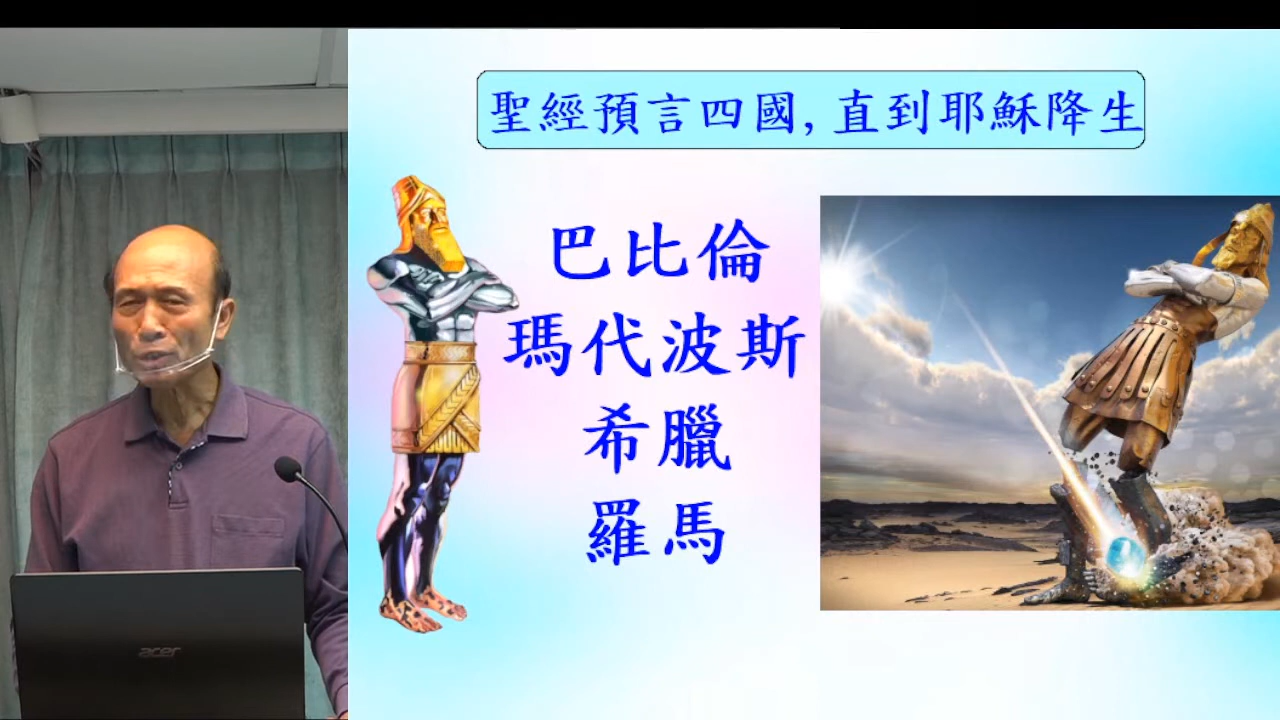 聖經預言四國,直到耶穌降生
巴比倫
瑪代波斯
希臘
羅馬
acer